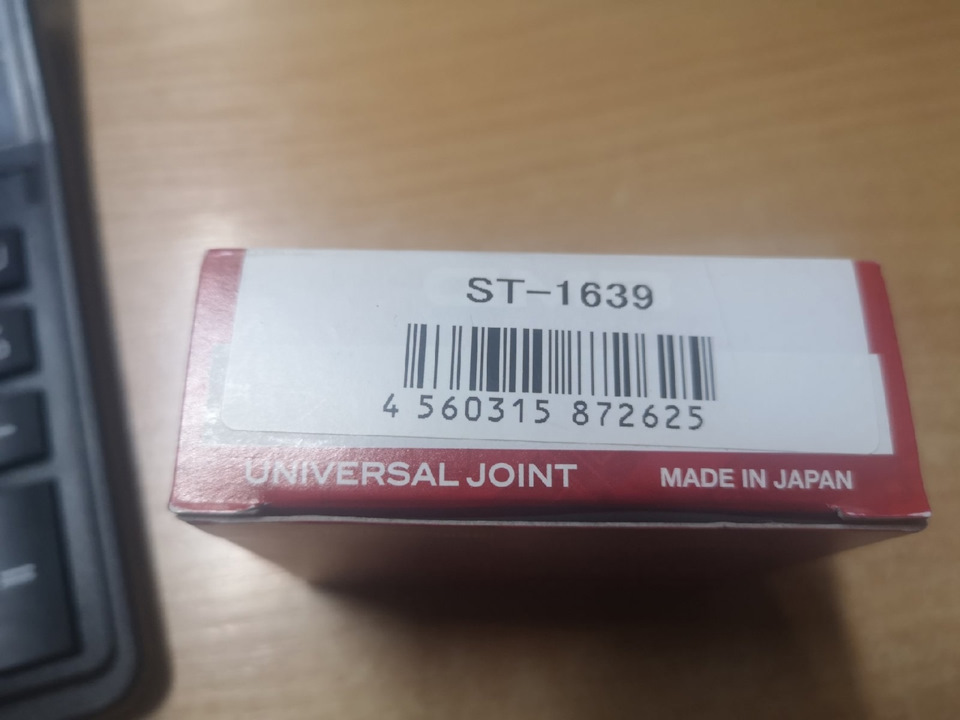 ST-1639
4 560315 872625
UNIVERSAL JOINT MADE IN JAPAN
=